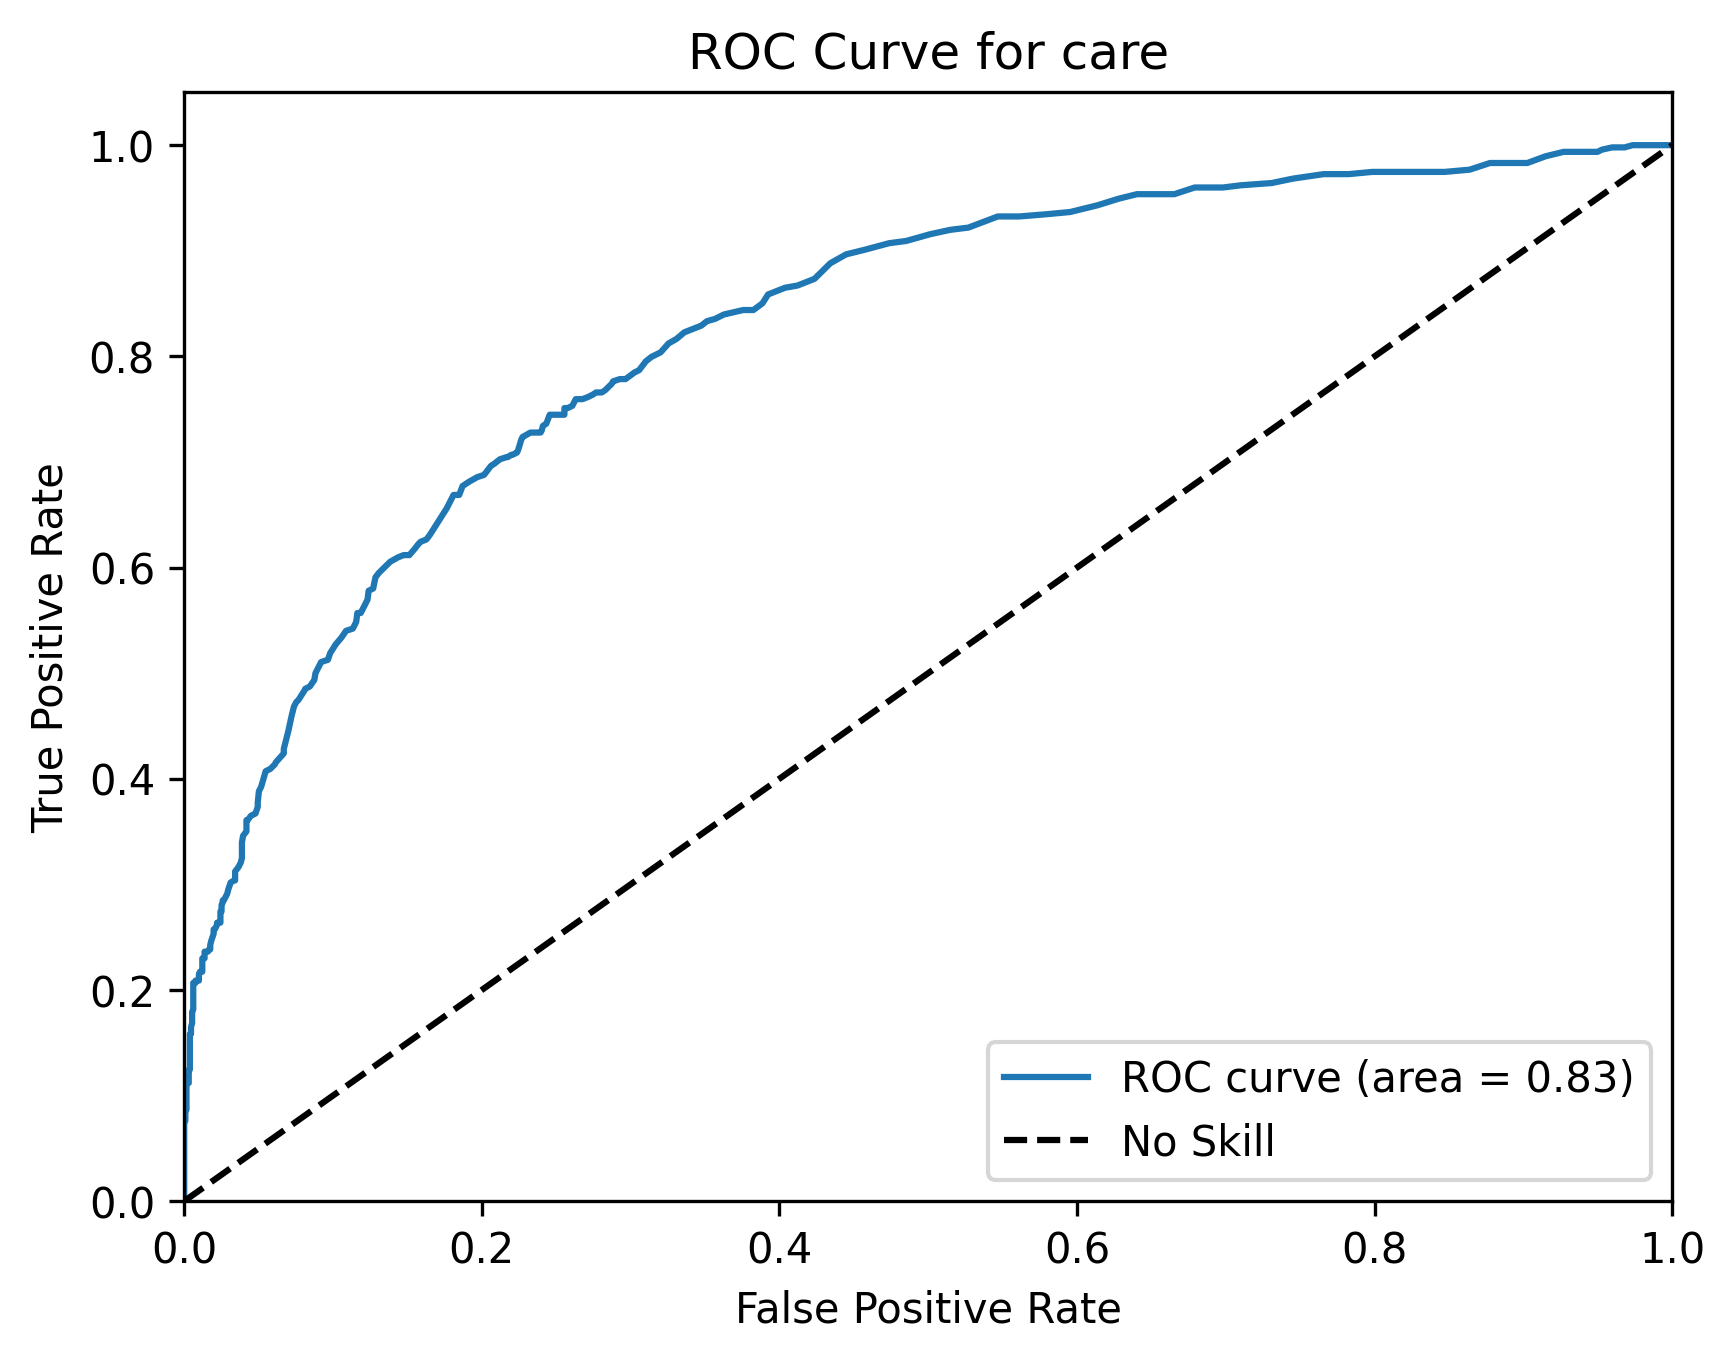 ROC Curve for care
True Positive Rate
1.0
0.8
0.6
0.4
0.2
0.0
0.0 0.2 0.4 0.6 0.8 1.0
False Positive Rate
ROC curve (area = 0.83)
No Skill